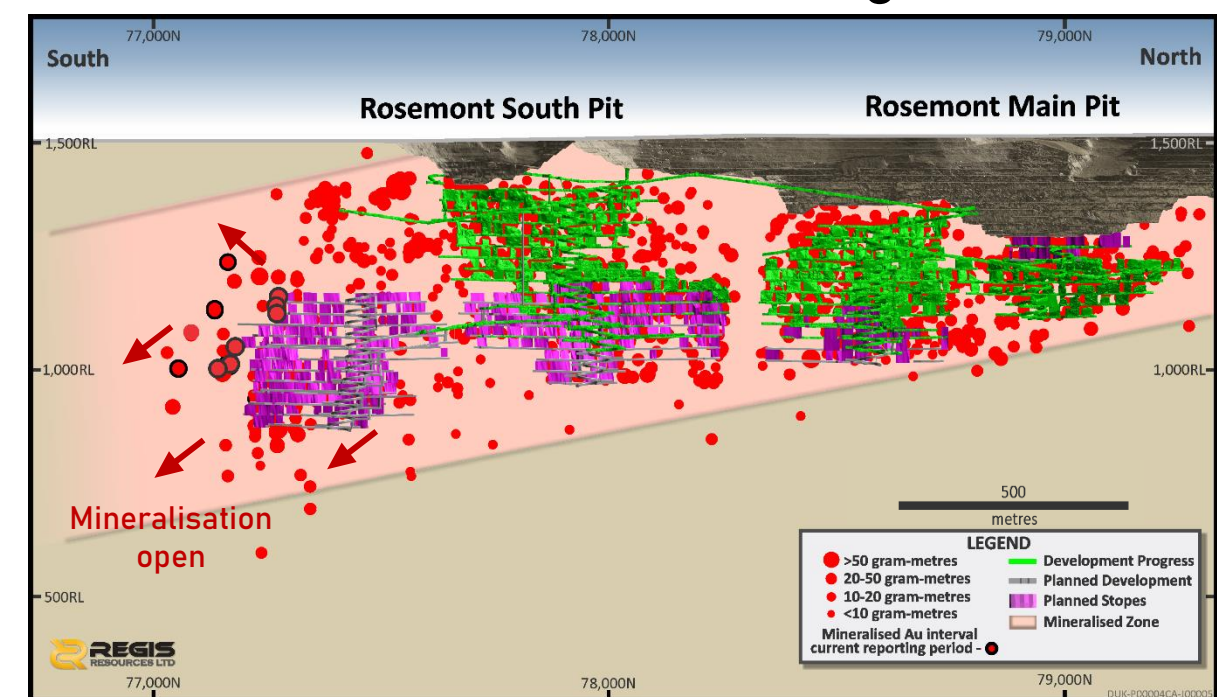 77,000N
78,000N
79,000N
South
North
Rosemont South Pit
Rosemont Main Pit
1,500RL
1,500RL
1,000RL
1,000RL
Mineralisation
open
500
metres
LEGEND
>50 gram-metres
20-50 gram-metres
10-20 gram-metres
<10 gram-metres
Mineralised Au interval
current reporting period -
Development Progress
Planned Development
Planned Stopes
Mineralised Zone
500RL
REGIS
RESOURCES LTD
77,000N
78,000N
79,000N